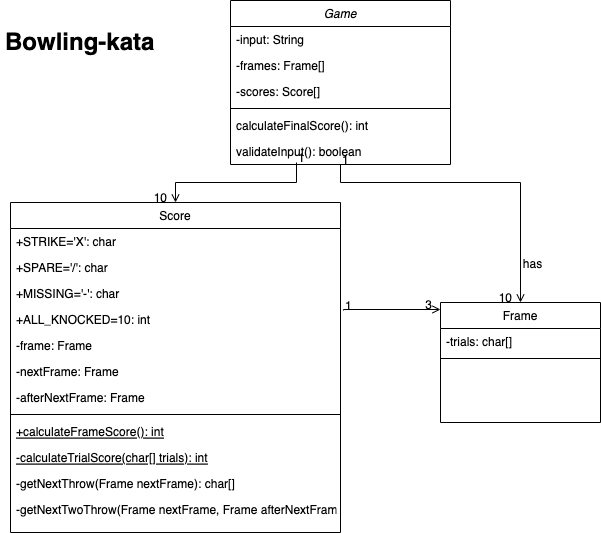 Bowling-kata
Game
-input: String
-frames: Frame[]
-scores: Score[]
calculateFinalScore(): int
validateInput(): boolean
1
1
10
Score
+STRIKE='X': char
+SPARE='/': char
+MISSING='-': char
+ALL_KNOCKED=10: int
-frame: Frame
-nextFrame: Frame
-afterNextFrame: Frame
+calculateFrameScore(): int
-calculateTrialScore(char[] trials): int
-getNextThrow(Frame nextFrame): char[]
-getNextTwoThrow(Frame nextFrame, Frame afterNextFram
1
3
has
10
Frame
-trials: char[]